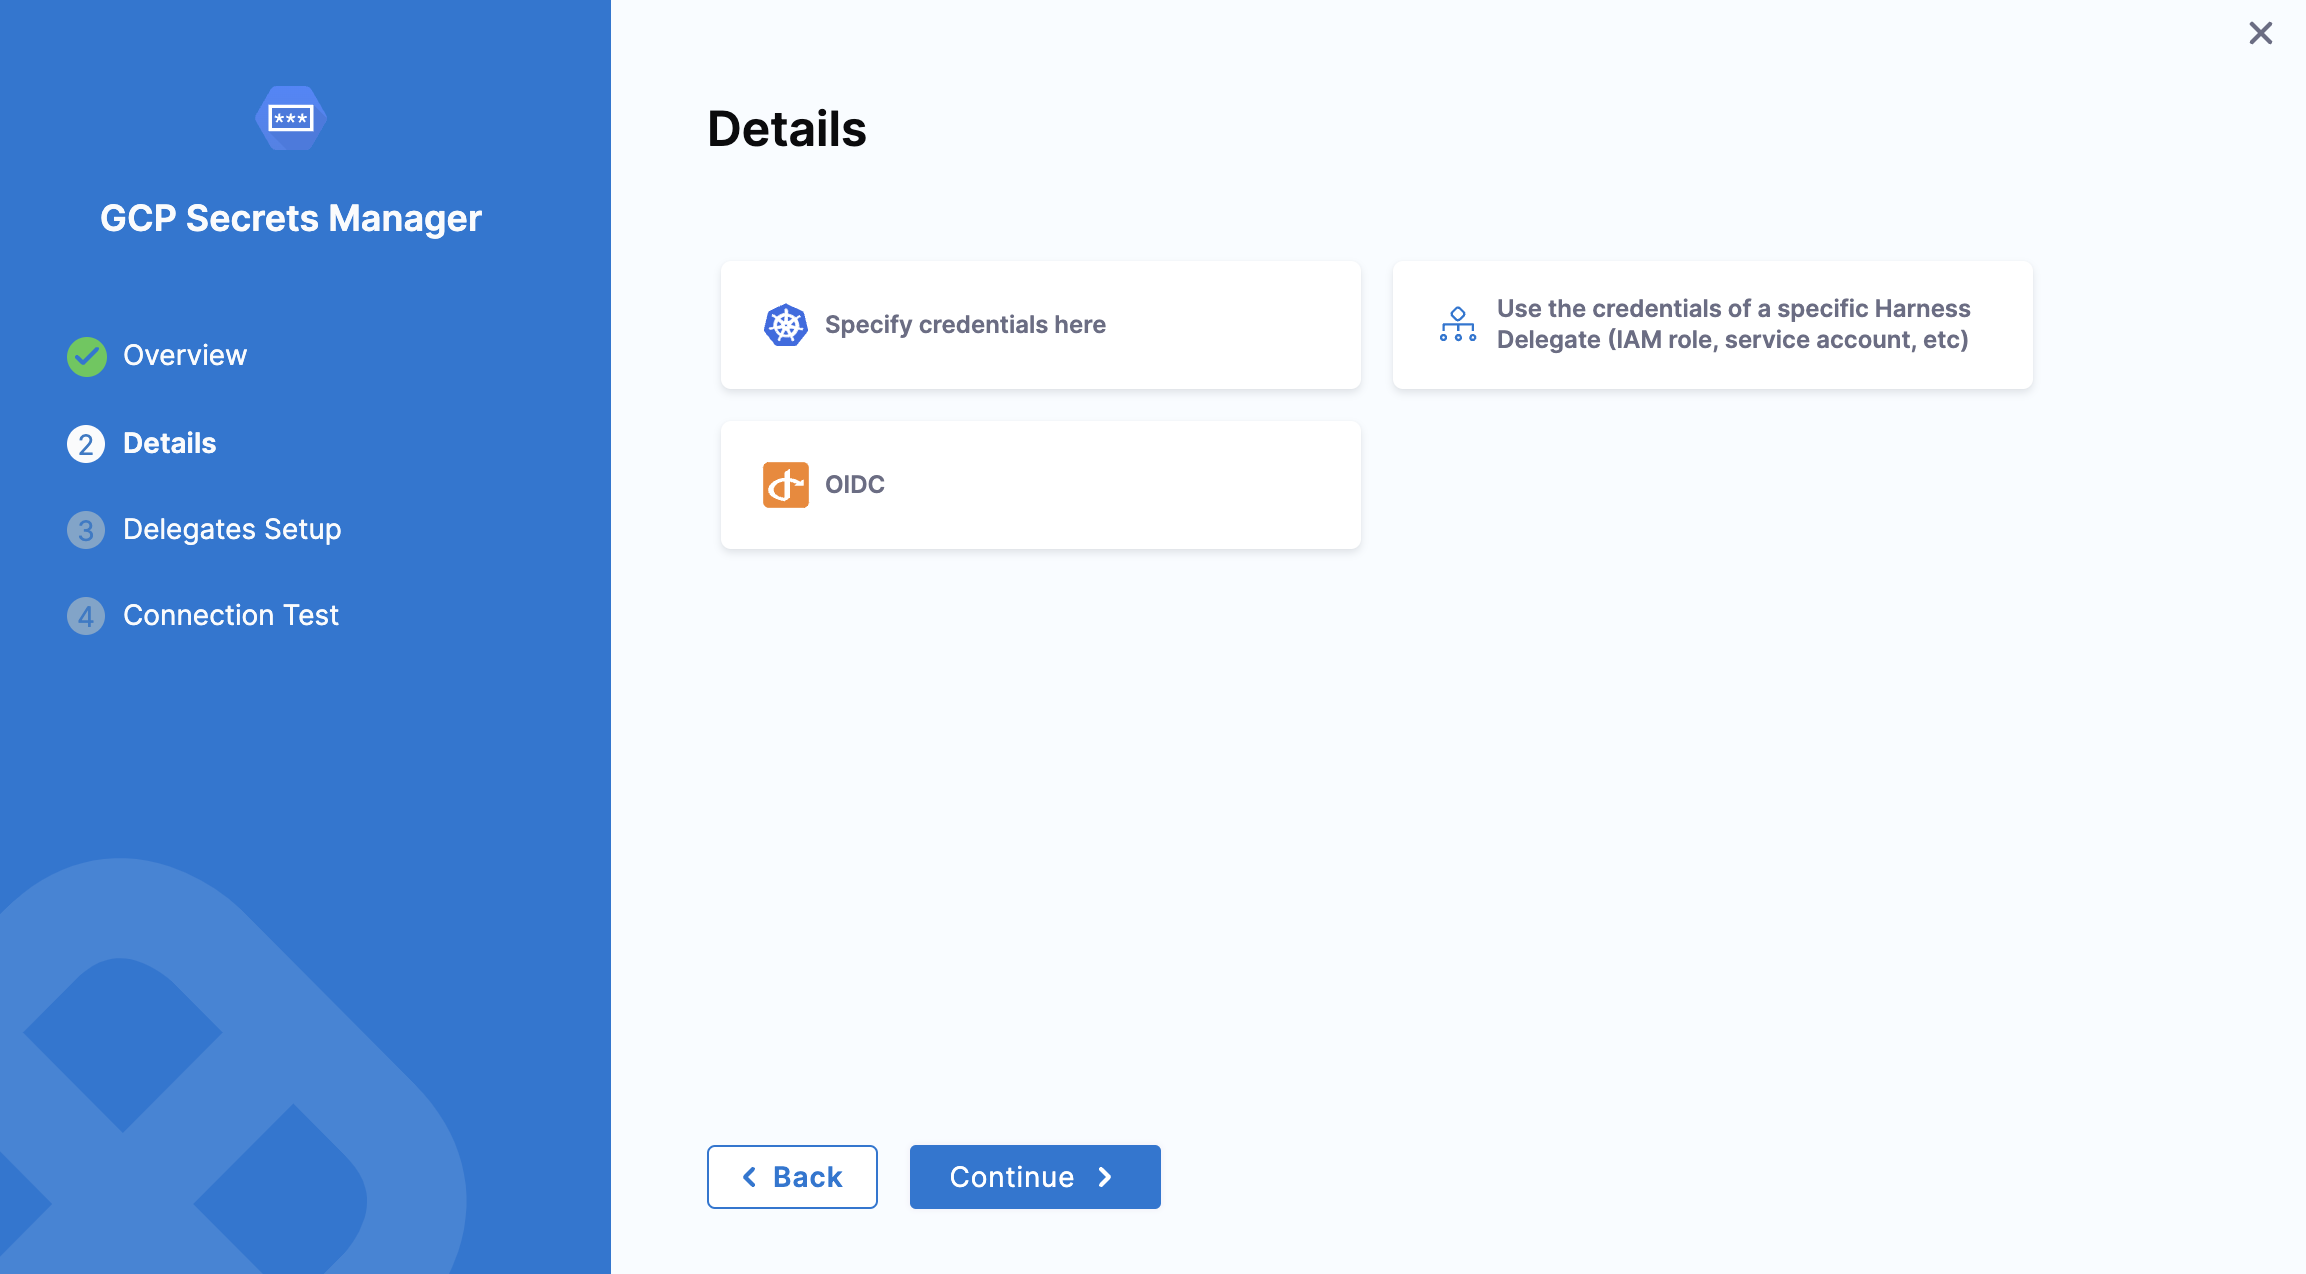 ***
GCP Secrets Manager
Overview
2 Details
3 Delegates Setup
4 Connection Test
Details
Specify credentials here
Use the credentials of a specific Harness
Delegate (IAM role, service account, etc)
OIDC
Back
Continue